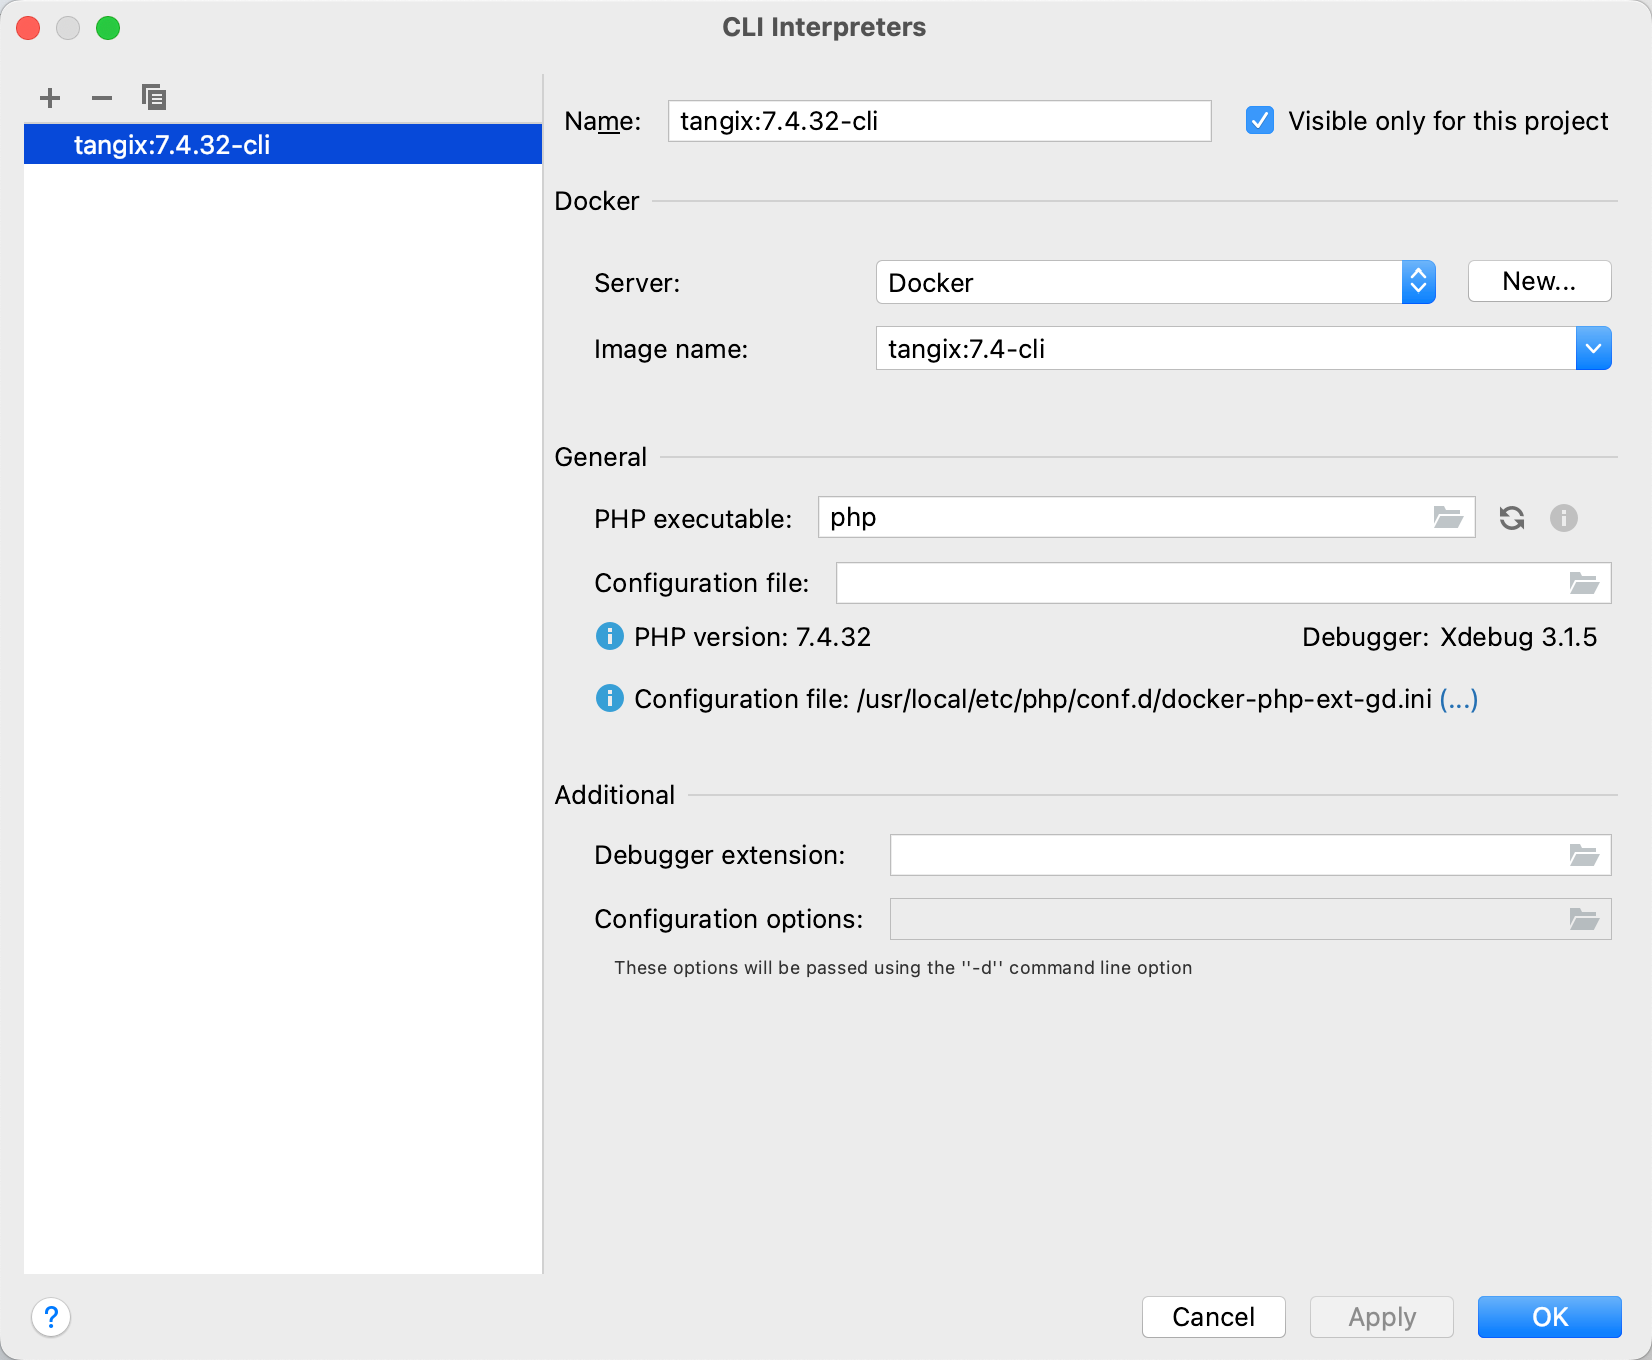 CLI Interpreters
tangix:7.4.32-cli
Name: tangix:7.4.32-cli Visible only for this project
Docker
Server: Docker New...
Image name: tangix:7.4-cli
General
PHP executable: php
Configuration file:
PHP version: 7.4.32 Debugger: Xdebug 3.1.5
Configuration file: /usr/local/etc/php/conf.d/docker-php-ext-gd.ini (...)
Additional
Debugger extension:
Configuration options:
These options will be passed using the ''-d'' command line option
? Cancel Apply OK